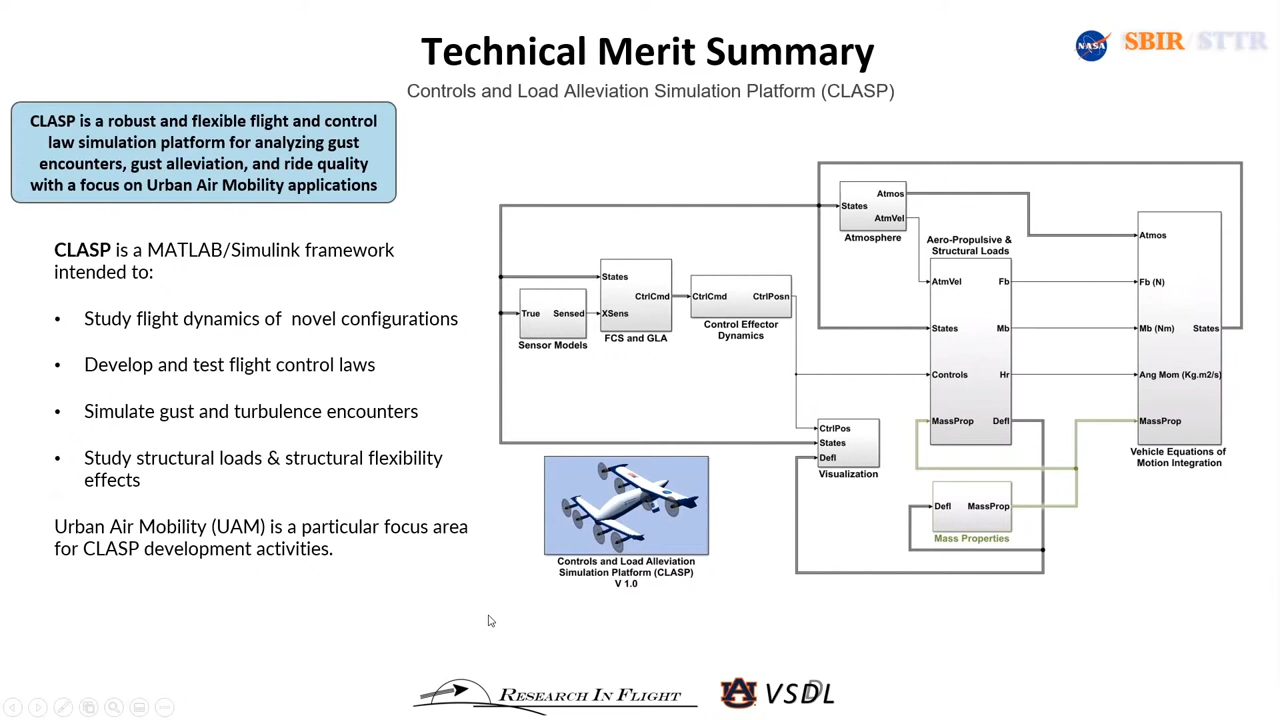 Technical Merit Summary
NASA
SBIR / STTR
Controls and Load Alleviation Simulation Platform (CLASP)
CLASP is a robust and flexible flight and control
law simulation platform for analyzing gust
encounters, gust alleviation, and ride quality
with a focus on Urban Air Mobility applications
CLASP is a MATLAB/Simulink framework
intended to:
• Study flight dynamics of novel configurations
• Develop and test flight control laws
• Simulate gust and turbulence encounters
• Study structural loads & structural flexibility
effects
Urban Air Mobility (UAM) is a particular focus area
for CLASP development activities.
True
Sensed
Sensor Models
States
CtrlCmd
XSens
FCS and GLA
CtrlCmd
CtrlPosn
Control Effector
Dynamics
Atmos
States
AtmVel
Atmosphere
Aero-Propulsive &
Structural Loads
AtmVel
Fb
States
Mb
Controls
Hr
MassProp
Defl
Atmos
Fb (N)
Mb (Nm)
States
Ang Mom (Kg.m2/s)
MassProp
Vehicle Equations of
Motion Integration
CtrlPos
States
Defl
Visualization
Defl
MassProp
Mass Properties
Controls and Load Alleviation
Simulation Platform (CLASP)
V 1.0
RESEARCH IN FLIGHT
AU
VSDL